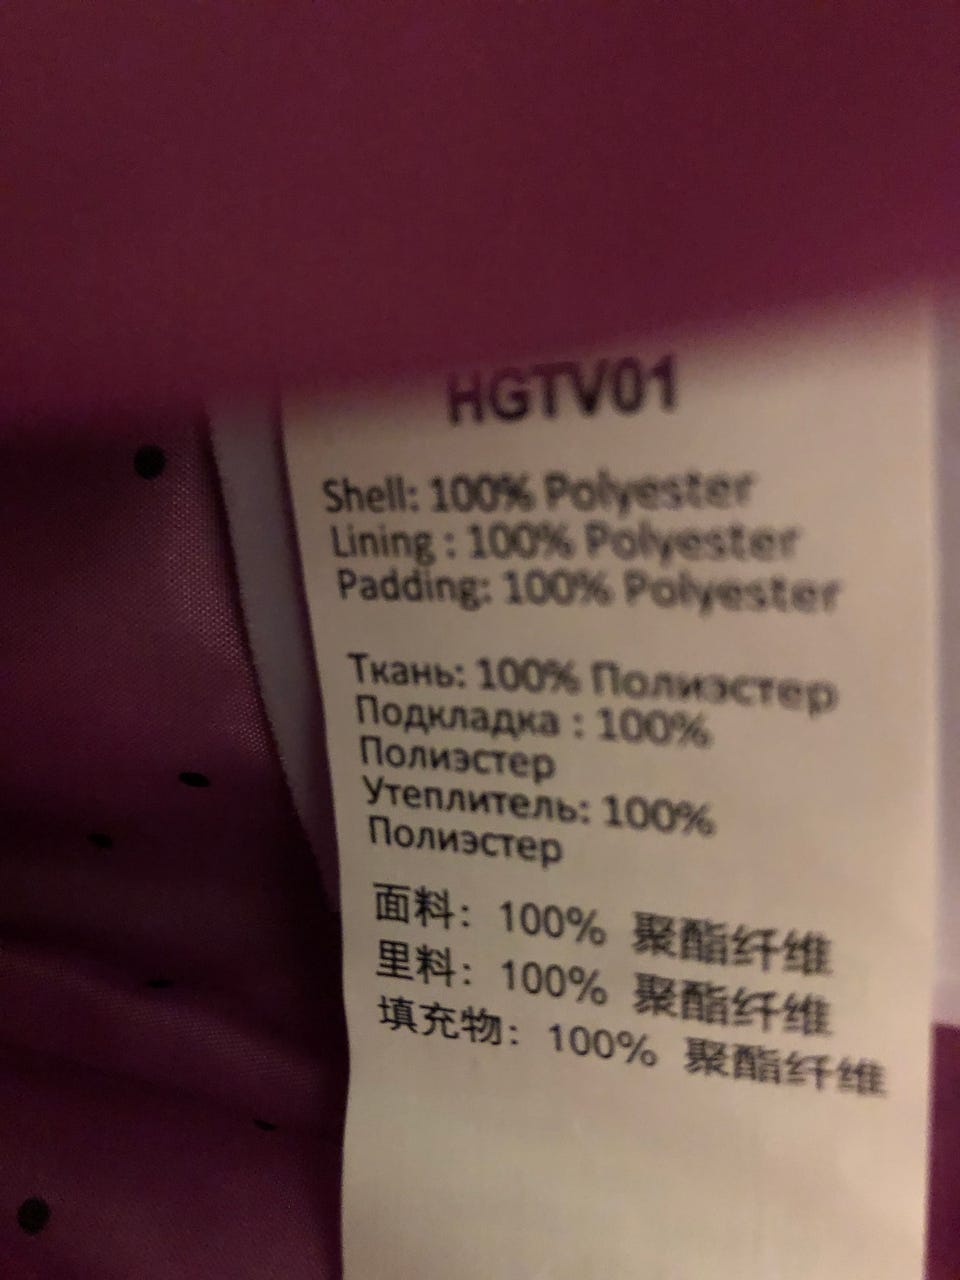 HGTV01
Shell: 100% Polyester
Lining : 100% Polyester
Padding: 100% Polyester
Ткань: 100% Полиэстер
Подкладка : 100%
Полиэстер
Утеплитель: 100%
Полиэстер
面料：100% 聚酯纤维
里料：100% 聚酯纤维
填充物：100% 聚酯纤维